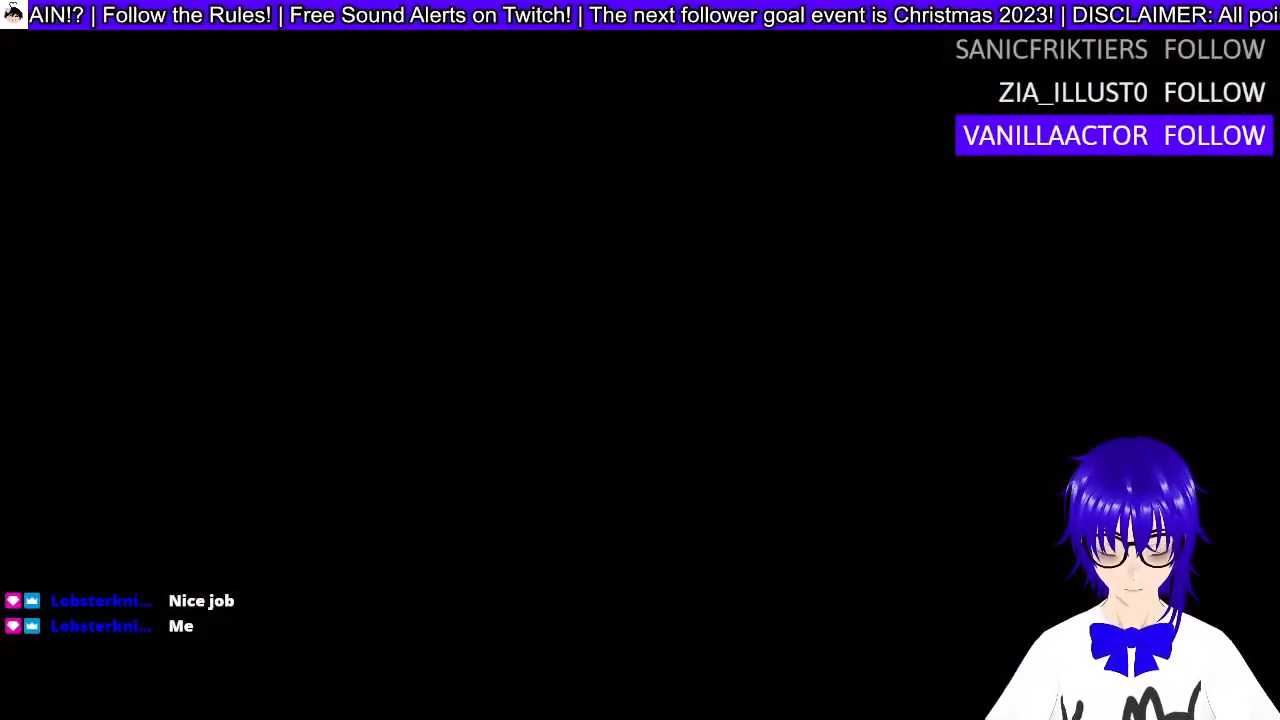 AIN!? | Follow the Rules! | Free Sound Alerts on Twitch! | The next follower goal event is Christmas 2023! | DISCLAIMER: All poi
SANICFRIKTIERS FOLLOW
ZIA_ILLUST0 FOLLOW
VANILLAACTOR FOLLOW
Lobsterkni... Nice job
Lobsterkni... Me